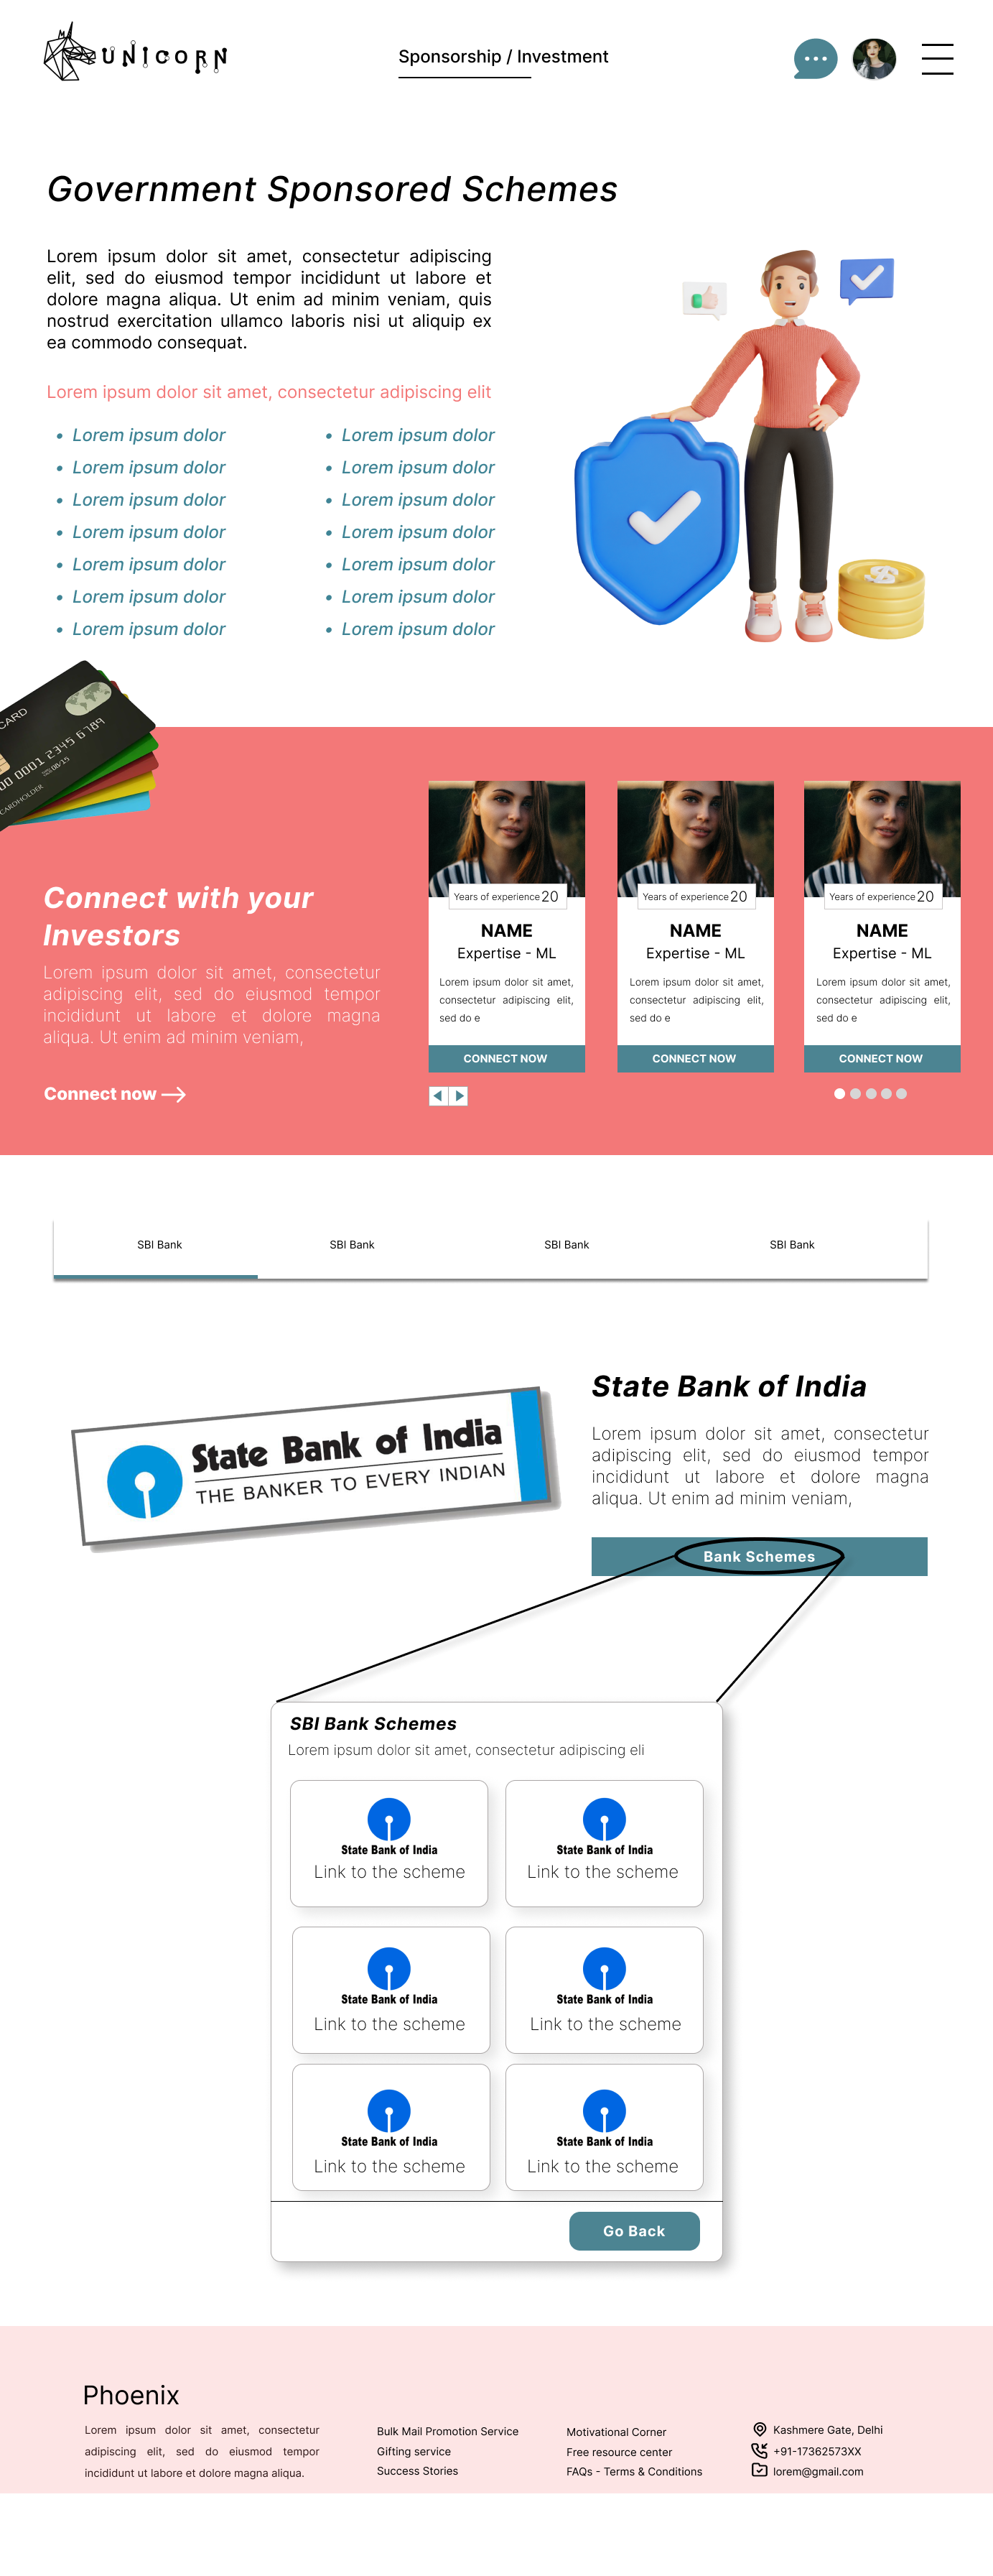 UNICORN
Sponsorship / Investment
Government Sponsored Schemes
Lorem ipsum dolor sit amet, consectetur adipiscing
elit, sed do eiusmod tempor incididunt ut labore et
dolore magna aliqua. Ut enim ad minim veniam, quis
nostrud exercitation ullamco laboris nisi ut aliquip ex
ea commodo consequat.
Lorem ipsum dolor sit amet, consectetur adipiscing elit
• Lorem ipsum dolor
• Lorem ipsum dolor
• Lorem ipsum dolor
• Lorem ipsum dolor
• Lorem ipsum dolor
• Lorem ipsum dolor
• Lorem ipsum dolor
• Lorem ipsum dolor
• Lorem ipsum dolor
• Lorem ipsum dolor
• Lorem ipsum dolor
• Lorem ipsum dolor
• Lorem ipsum dolor
• Lorem ipsum dolor
CARD
00 0001 2345 6789
08/15
CARDHOLDER
Connect with your
Investors
Lorem ipsum dolor sit amet, consectetur
adipiscing elit, sed do eiusmod tempor
incididunt ut labore et dolore magna
aliqua. Ut enim ad minim veniam,
Connect now
Years of experience 20
NAME
Expertise - ML
Lorem ipsum dolor sit amet,
consectetur adipiscing elit,
sed do e
CONNECT NOW
Years of experience 20
NAME
Expertise - ML
Lorem ipsum dolor sit amet,
consectetur adipiscing elit,
sed do e
CONNECT NOW
Years of experience 20
NAME
Expertise - ML
Lorem ipsum dolor sit amet,
consectetur adipiscing elit,
sed do e
CONNECT NOW
SBI Bank
SBI Bank
SBI Bank
SBI Bank
State Bank of India
THE BANKER TO EVERY INDIAN
State Bank of India
Lorem ipsum dolor sit amet, consectetur
adipiscing elit, sed do eiusmod tempor
incididunt ut labore et dolore magna
aliqua. Ut enim ad minim veniam,
Bank Schemes
SBI Bank Schemes
Lorem ipsum dolor sit amet, consectetur adipiscing eli
State Bank of India
Link to the scheme
State Bank of India
Link to the scheme
State Bank of India
Link to the scheme
State Bank of India
Link to the scheme
State Bank of India
Link to the scheme
State Bank of India
Link to the scheme
Go Back
Phoenix
Lorem ipsum dolor sit amet, consectetur
adipiscing elit, sed do eiusmod tempor
incididunt ut labore et dolore magna aliqua.
Bulk Mail Promotion Service
Gifting service
Success Stories
Motivational Corner
Free resource center
FAQs - Terms & Conditions
Kashmere Gate, Delhi
+91-17362573XX
lorem@gmail.com